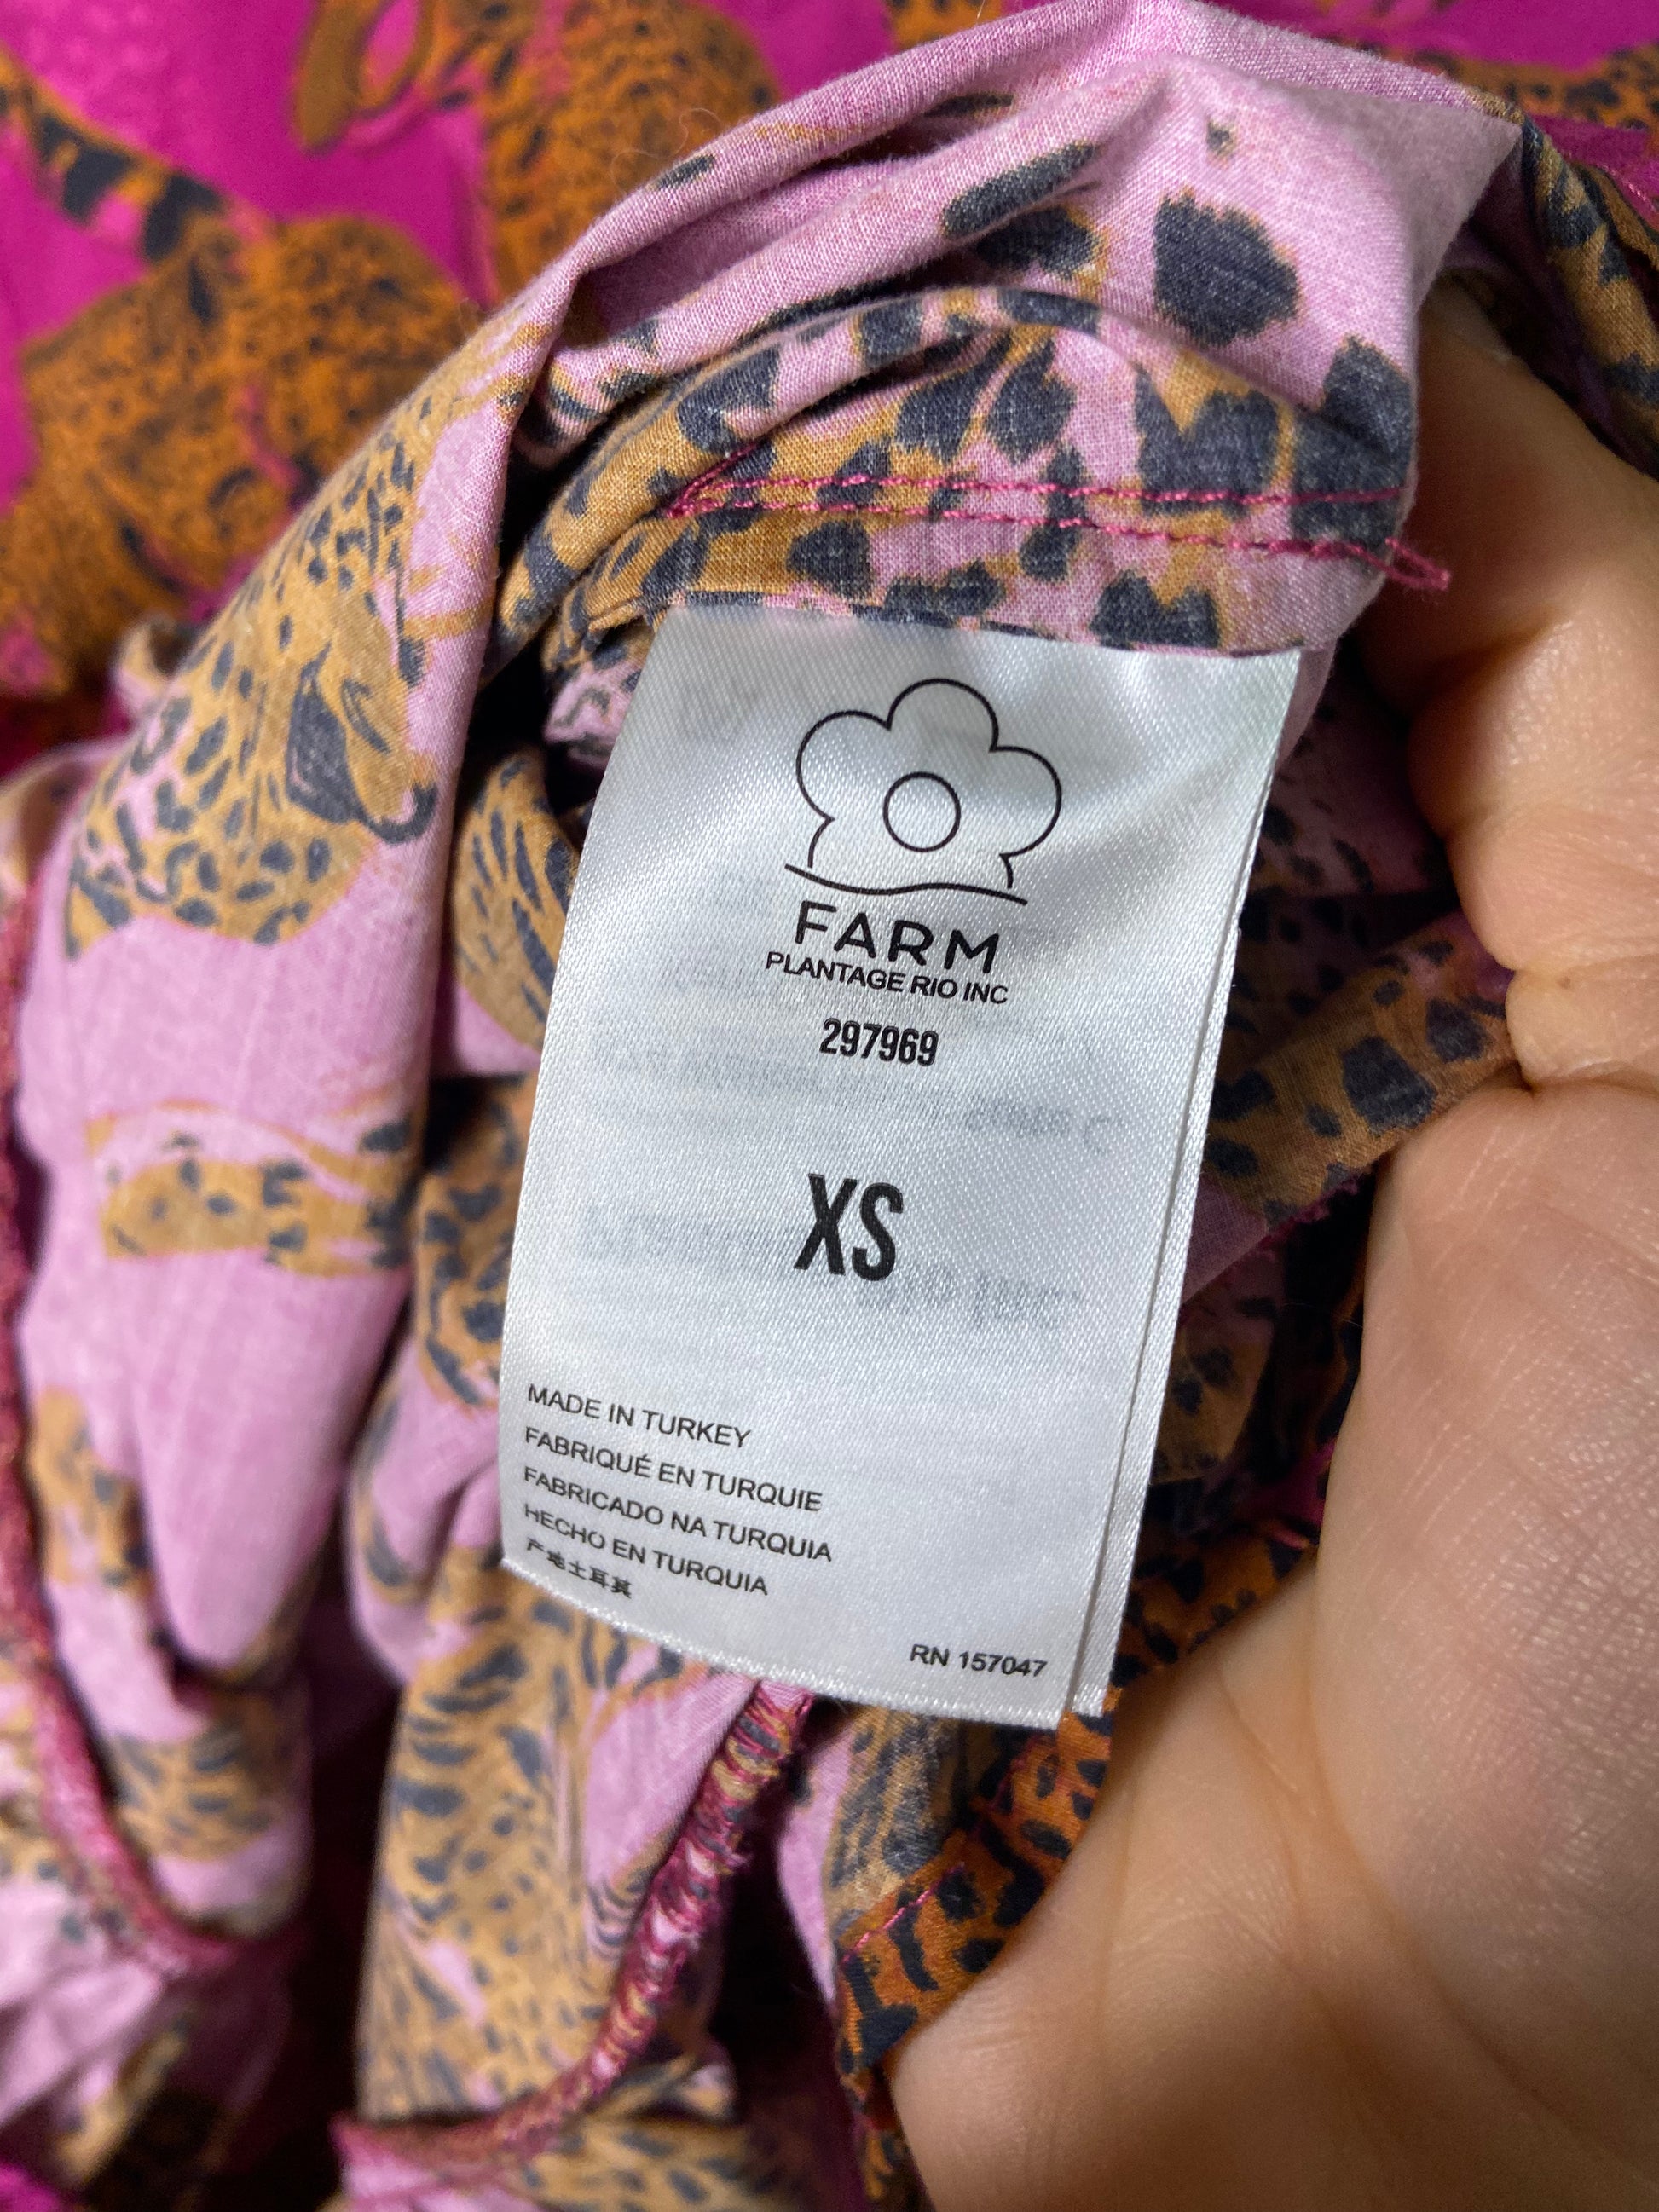 FARM
PLANTAGE RIO INC
297969
XS
MADE IN TURKEY
FABRIQUÉ EN TURQUIE
FABRICADO NA TURQUIA
HECHO EN TURQUIA
产地土耳其
RN 157047